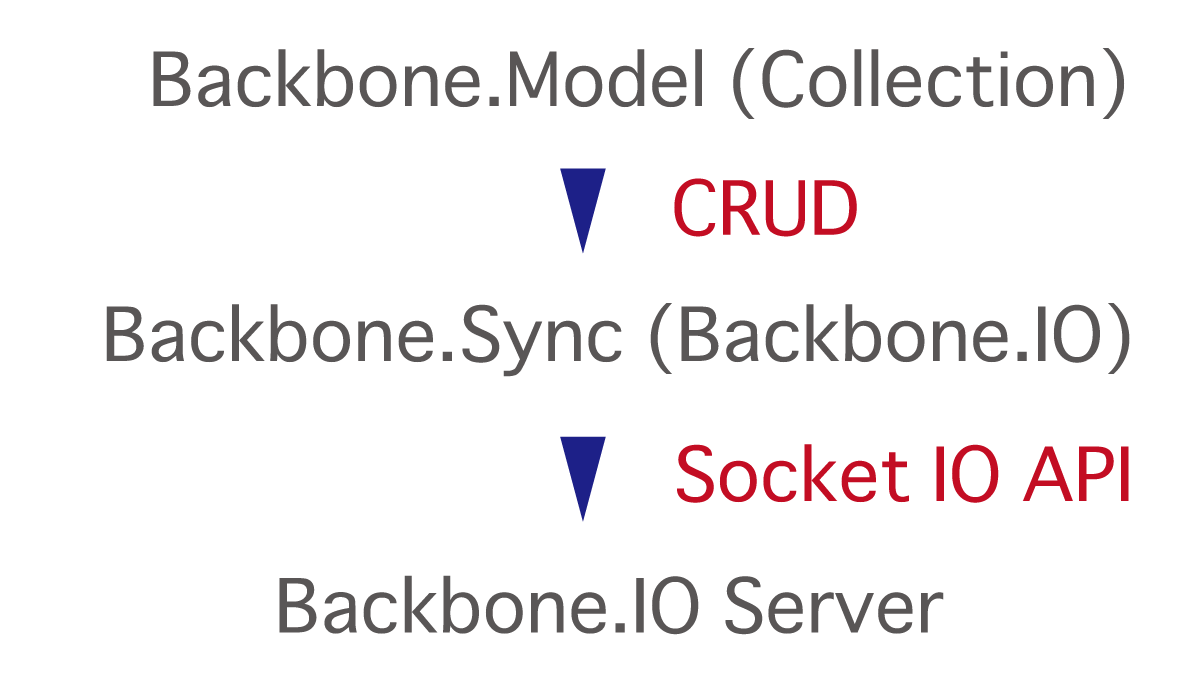 Backbone.Model (Collection)
CRUD
Backbone.Sync (Backbone.IO)
Socket IO API
Backbone.IO Server